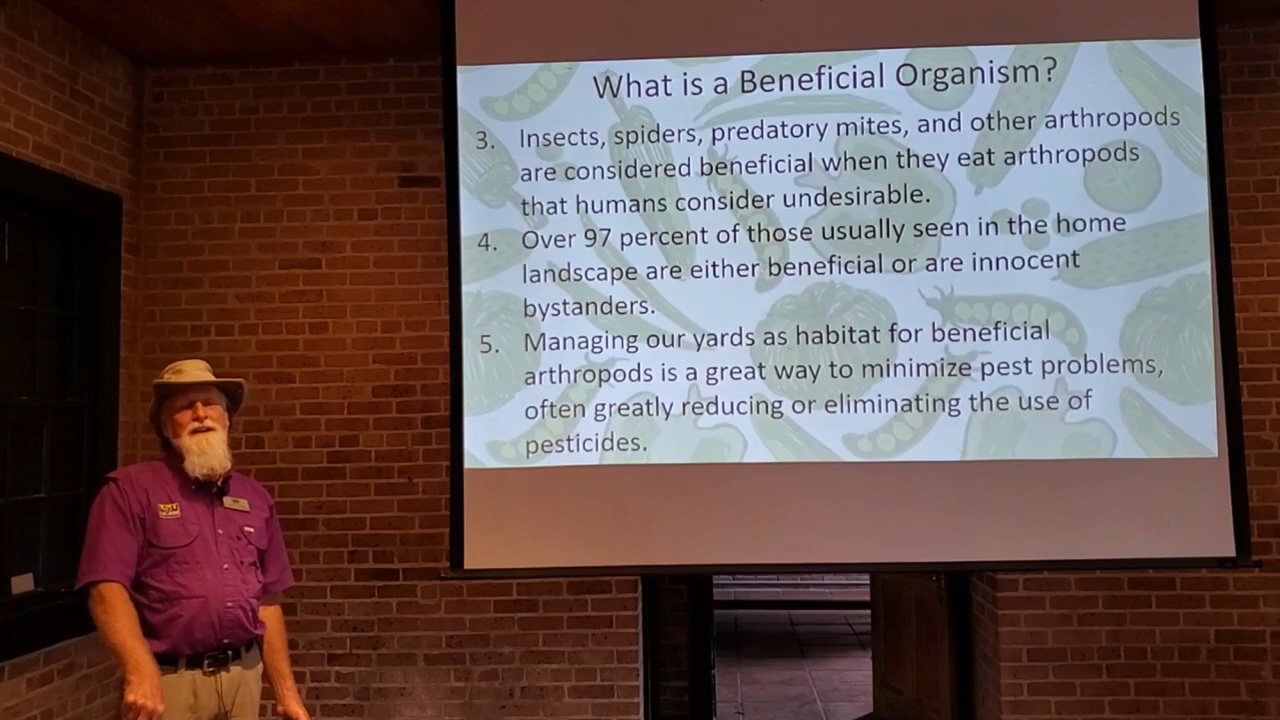 What is a Beneficial Organism?
3. Insects, spiders, predatory mites, and other arthropods
are considered beneficial when they eat arthropods
that humans consider undesirable.
4. Over 97 percent of those usually seen in the home
landscape are either beneficial or are innocent
bystanders.
5. Managing our yards as habitat for beneficial
arthropods is a great way to minimize pest problems,
often greatly reducing or eliminating the use of
pesticides.
LSU